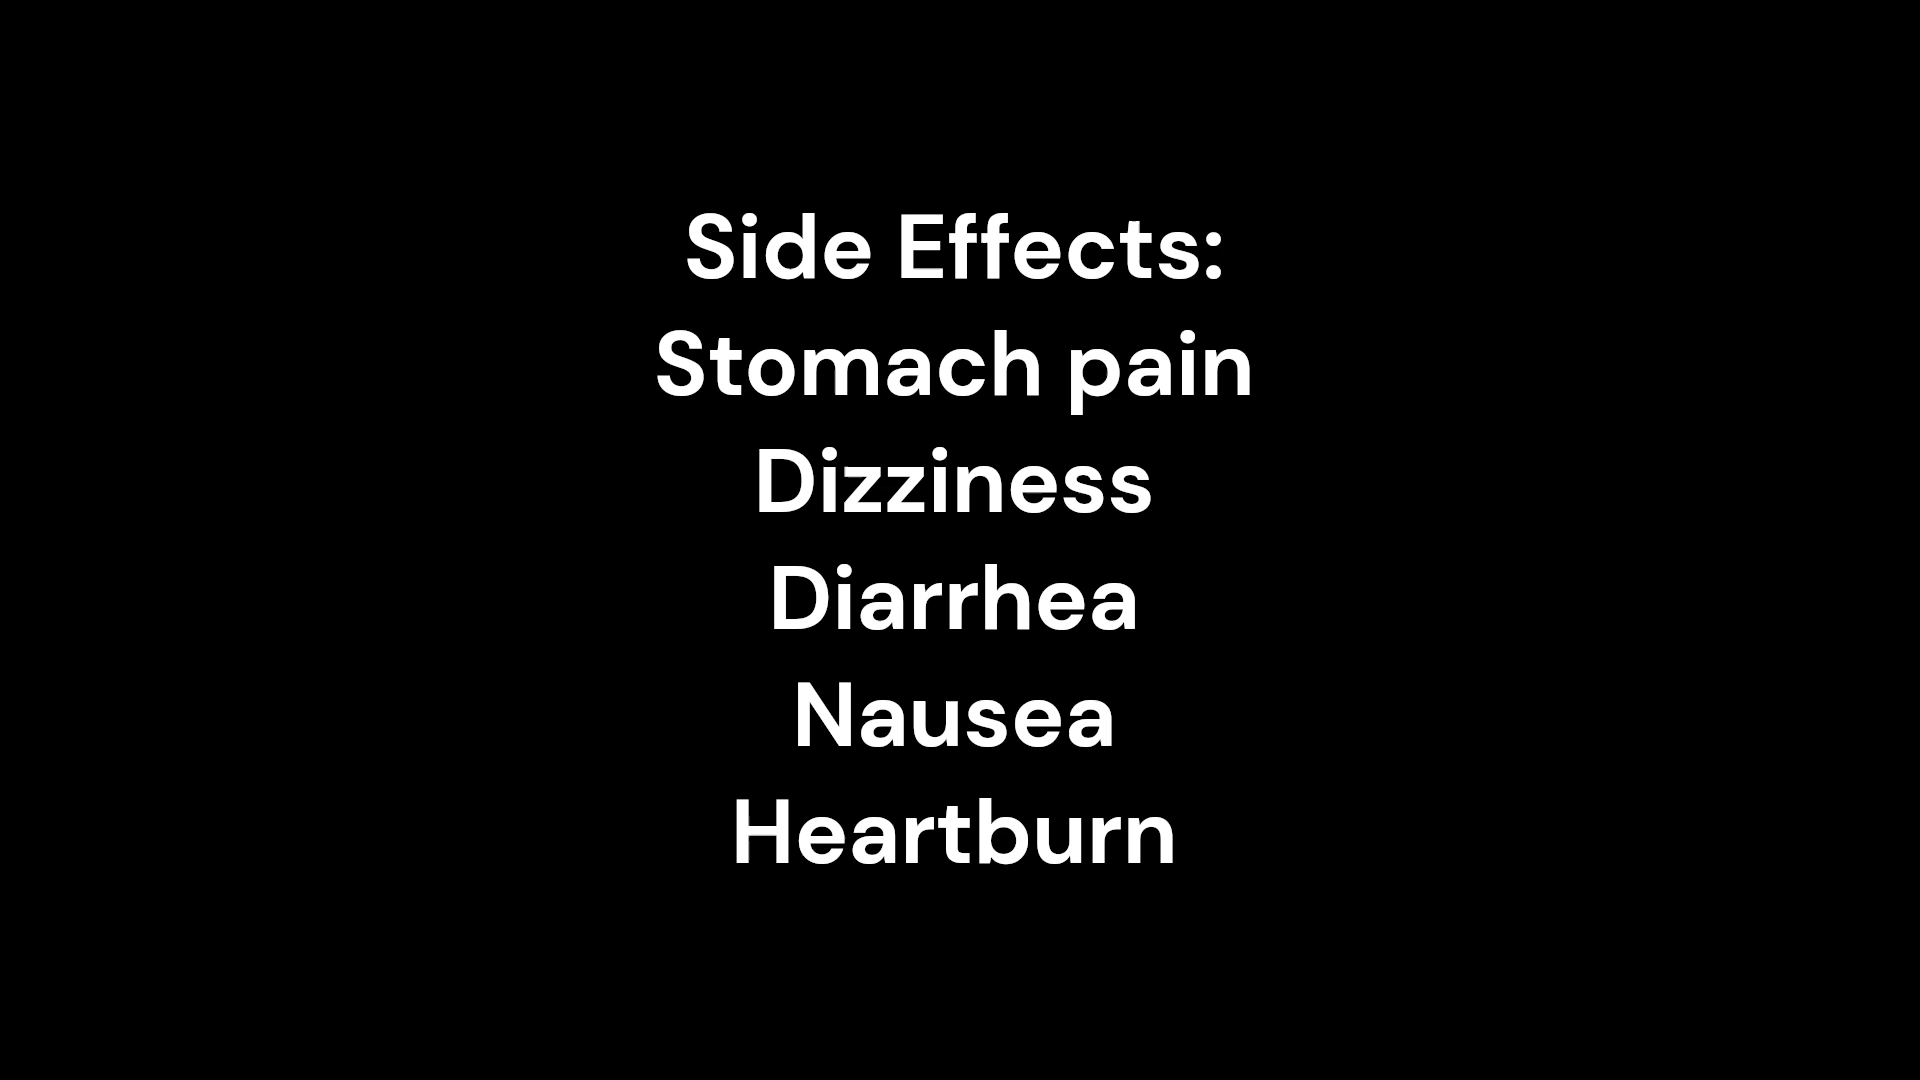 Side Effects:
Stomach pain
Dizziness
Diarrhea
Nausea
Heartburn